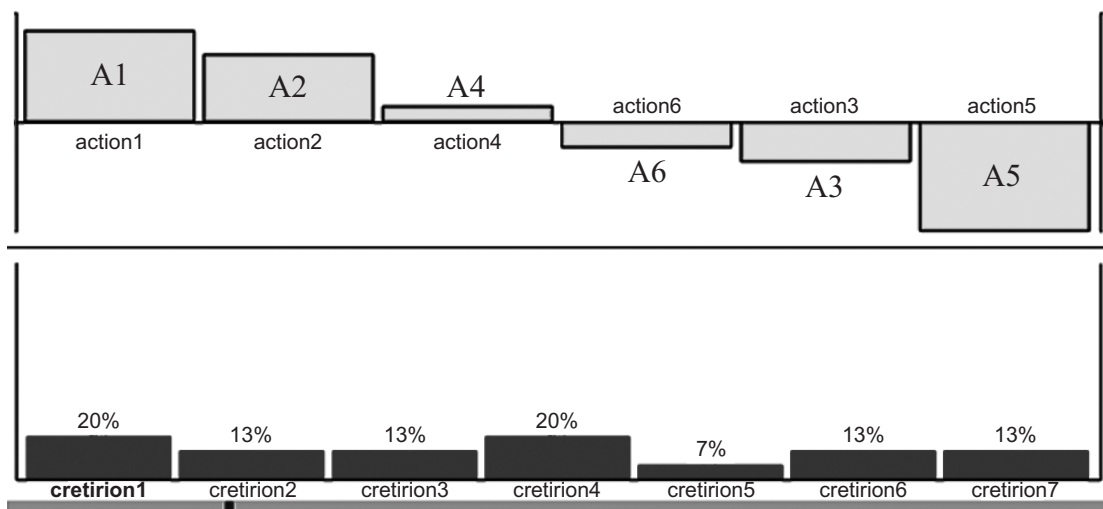 A1
A2
A4
action6
action3
action5
action1
action2
action4
A6
A3
A5
20%
13%
13%
20%
7%
13%
13%
cretirion1
cretirion2
cretirion3
cretirion4
cretirion5
cretirion6
cretirion7